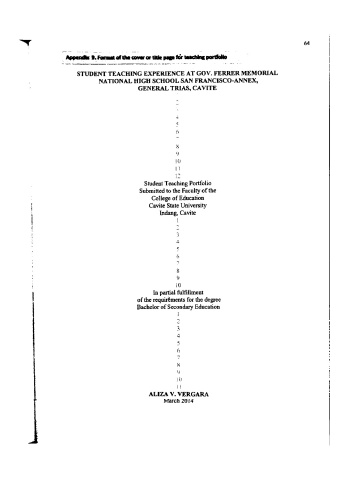 64
Appendix 9. Format of the cover or title page for teaching portfolio
STUDENT TEACHING EXPERIENCE AT GOV. FERRER MEMORIAL
NATIONAL HIGH SCHOOL SAN FRANCISCO-ANNEX,
GENERAL TRIAS, CAVITE
2
4
5
6
7
8
9
10
11
12
Student Teaching Portfolio
Submitted to the Faculty of the
College of Education
Cavite State University
Indang, Cavite
1
2
3
4
5
6
7
8
9
10
In partial fulfillment
of the requirements for the degree
Bachelor of Secondary Education
1
2
3
4
5
6
7
8
9
10
11
ALIZA V. VERGARA
March 2014